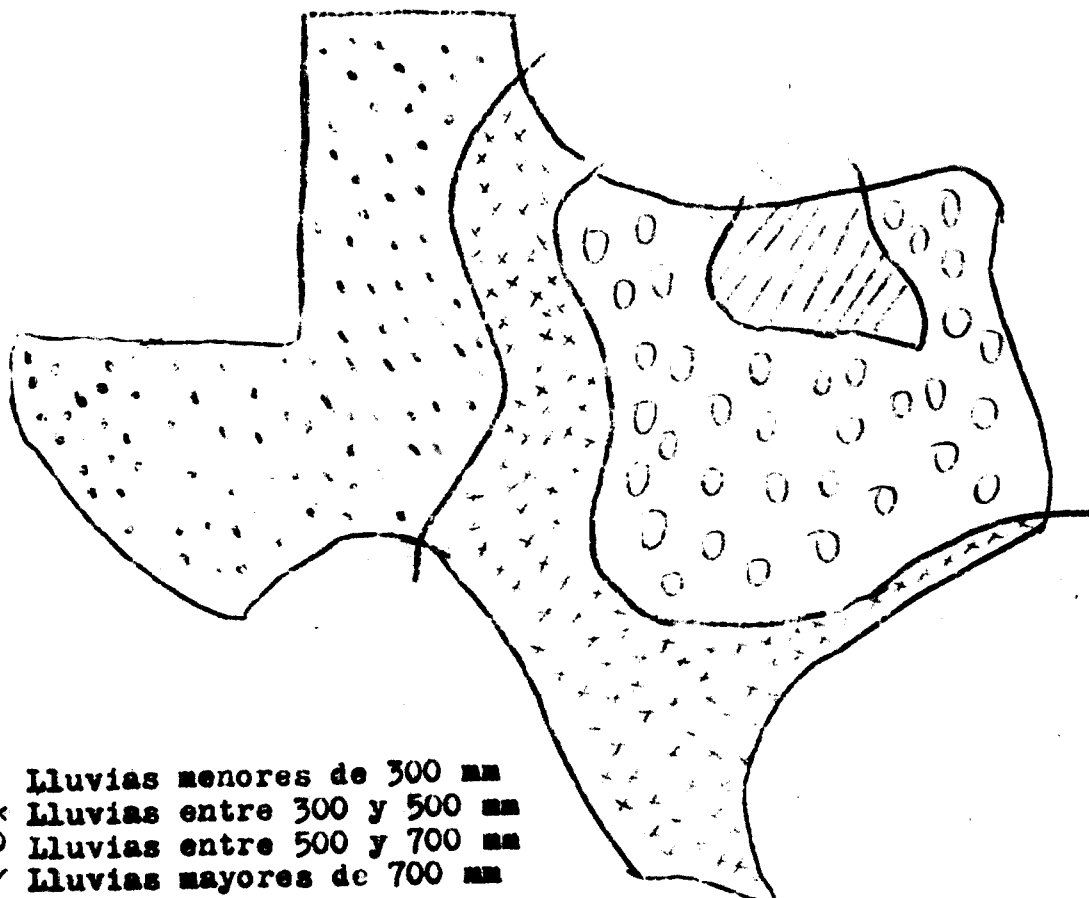 Lluvias menores de 300 mm
Lluvias entre 300 y 500 mm
Lluvias entre 500 y 700 mm
Lluvias mayores de 700 mm